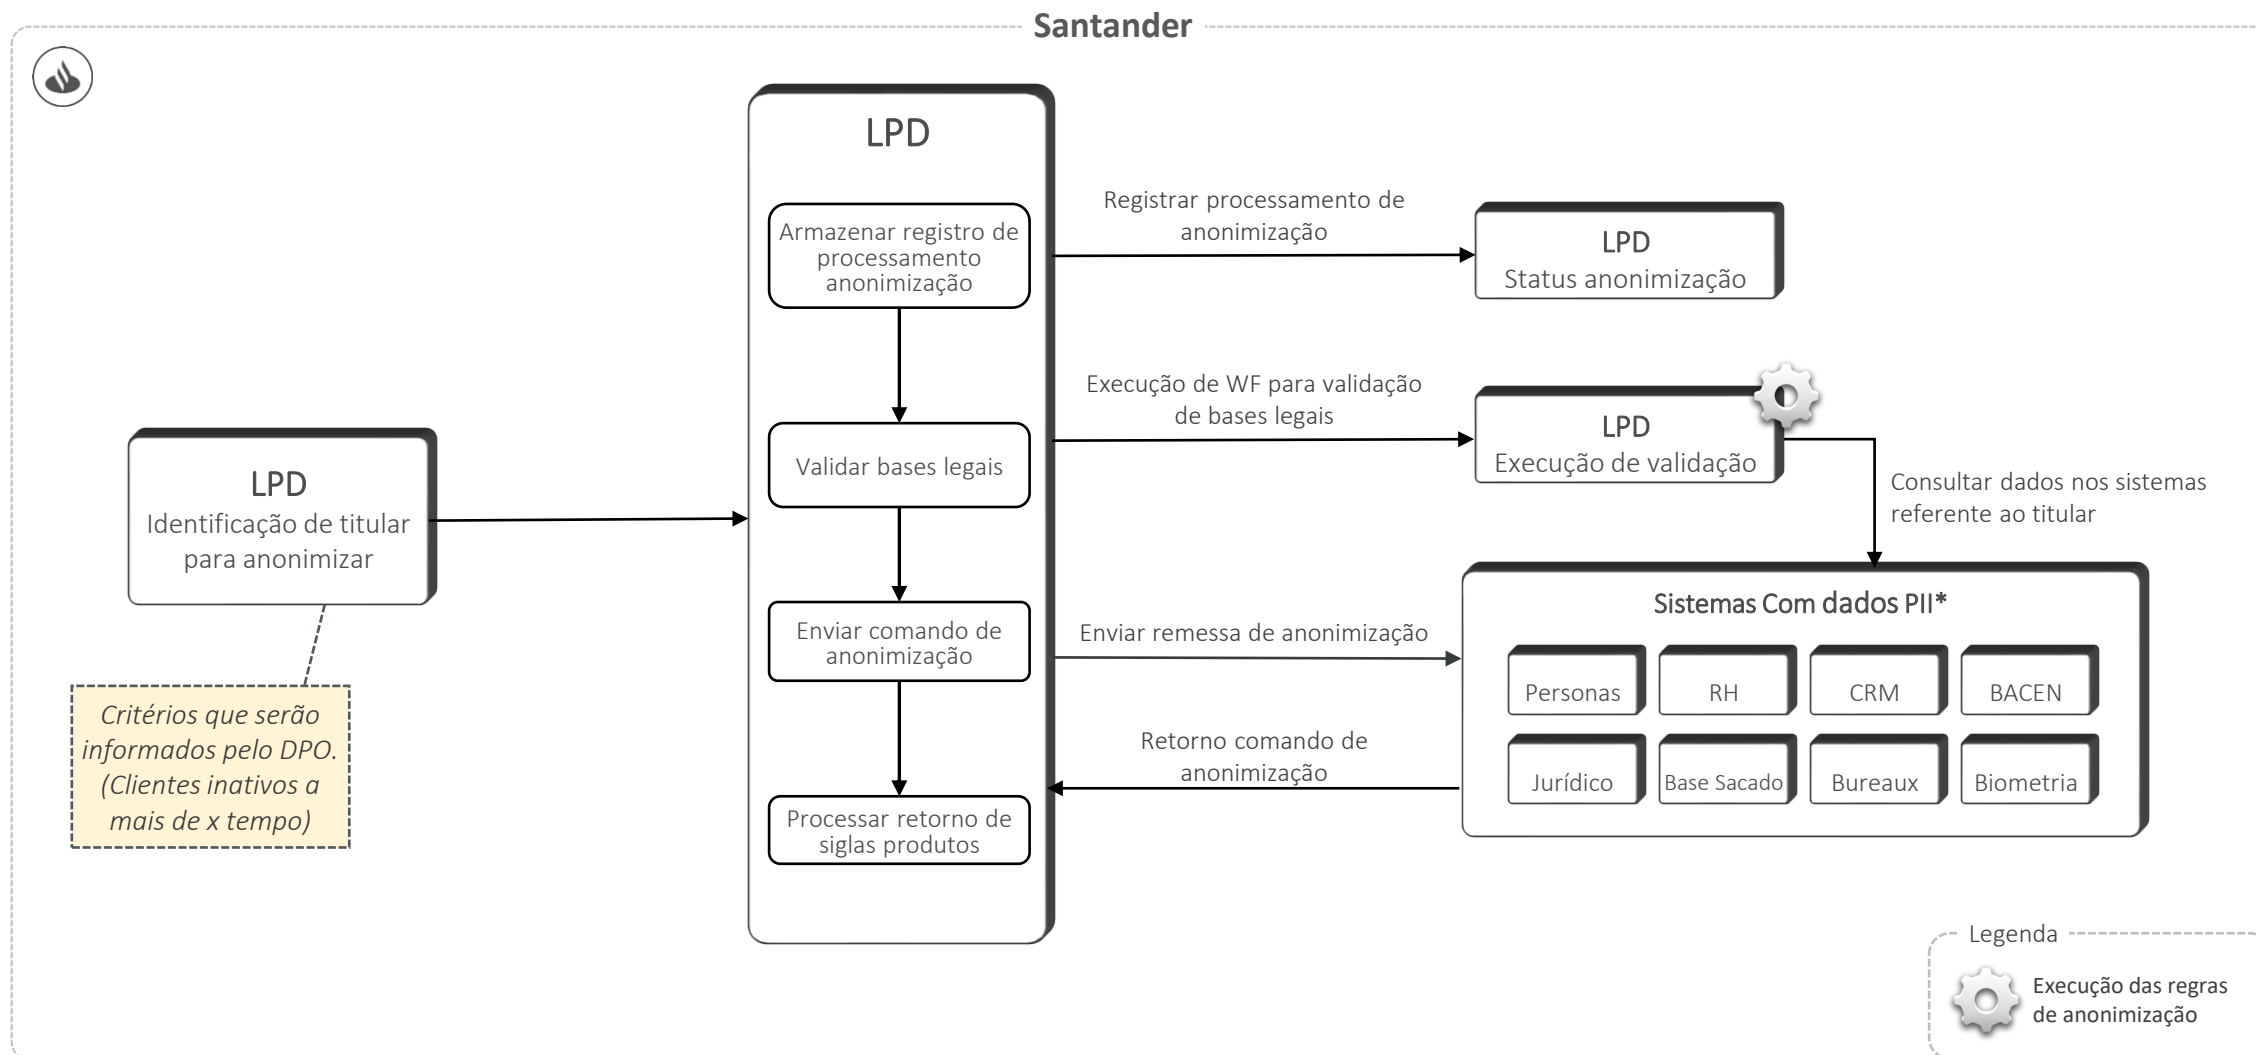 Santander
LPD
Identificação de titular
para anonimizar
Critérios que serão
informados pelo DPO.
(Clientes inativos a
mais de x tempo)
LPD
Armazenar registro de
processamento
anonimização
Validar bases legais
Enviar comando de
anonimização
Processar retorno de
siglas produtos
Registrar processamento de
anonimização
LPD
Status anonimização
Execução de WF para validação
de bases legais
LPD
Execução de validação
Consultar dados nos sistemas
referente ao titular
Enviar remessa de anonimização
Retorno comando de
anonimização
Sistemas Com dados PII*
Personas
RH
CRM
BACEN
Jurídico
Base Sacado
Bureaux
Biometria
Legenda
Execução das regras
de anonimização